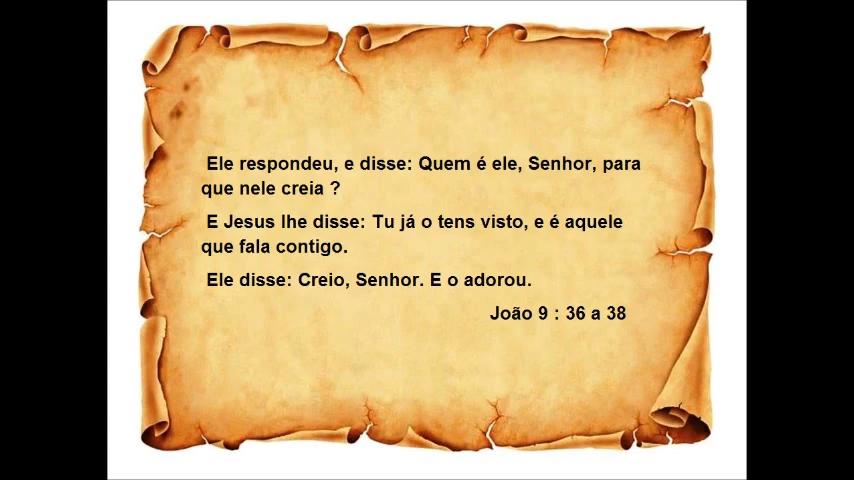 Ele respondeu, e disse: Quem é ele, Senhor, para
que nele creia ?
E Jesus lhe disse: Tu já o tens visto, e é aquele
que fala contigo.
Ele disse: Creio, Senhor. E o adorou.
João 9 : 36 a 38